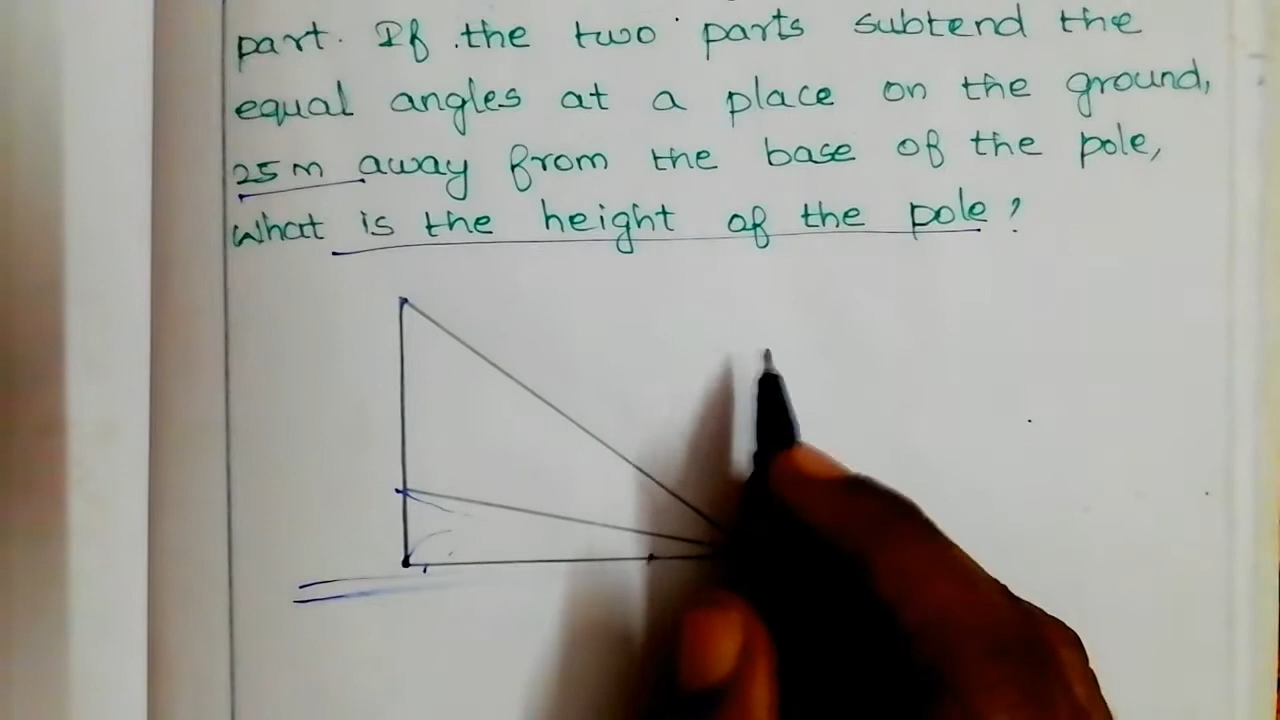 part. If the two parts subtend the
equal angles at a place on the ground,
25m away from the base of the pole,
What is the height of the pole?